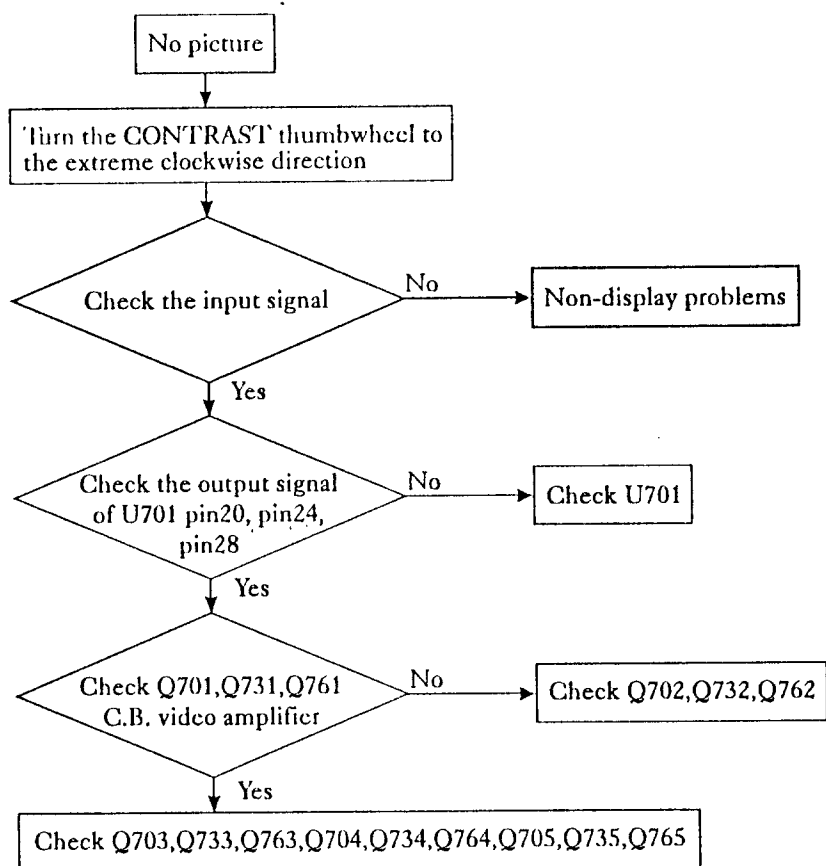 No picture
Turn the CONTRAST thumbwheel to
the extreme clockwise direction
Check the input signal
No
Non-display problems
Yes
Check the output signal
of U701 pin20, pin24,
pin28
No
Check U701
Yes
Check Q701,Q731,Q761
C.B. video amplifier
No
Check Q702,Q732,Q762
Yes
Check Q703,Q733,Q763,Q704,Q734,Q764,Q705,Q735,Q765